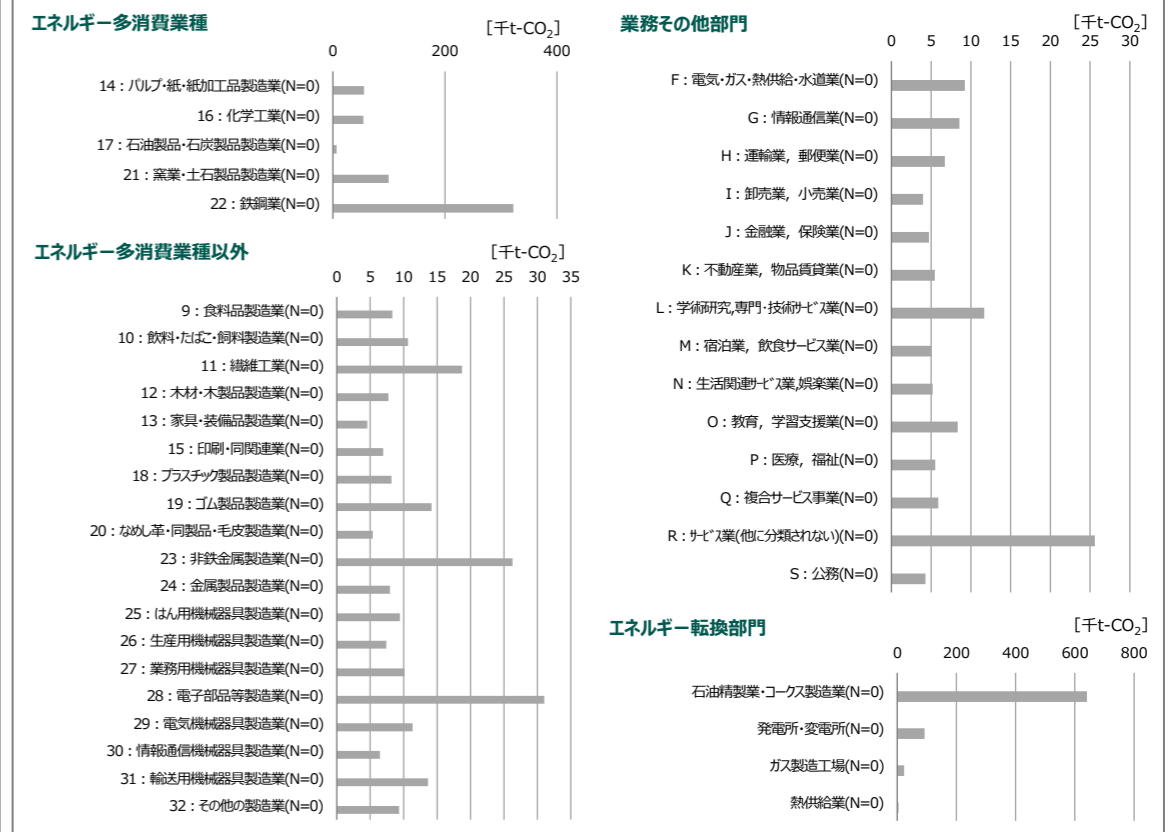 エネルギー多消費業種
[千t-CO2]
0 200 400
14：パルプ・紙・紙加工品製造業(N=0)
16：化学工業(N=0)
17：石油製品・石炭製品製造業(N=0)
21：窯業・土石製品製造業(N=0)
22：鉄鋼業(N=0)
エネルギー多消費業種以外
[千t-CO2]
0 5 10 15 20 25 30 35
9：食料品製造業(N=0)
10：飲料・たばこ・飼料製造業(N=0)
11：繊維工業(N=0)
12：木材・木製品製造業(N=0)
13：家具・装備品製造業(N=0)
15：印刷・同関連業(N=0)
18：プラスチック製品製造業(N=0)
19：ゴム製品製造業(N=0)
20：なめし革・同製品・毛皮製造業(N=0)
23：非鉄金属製造業(N=0)
24：金属製品製造業(N=0)
25：はん用機械器具製造業(N=0)
26：生産用機械器具製造業(N=0)
27：業務用機械器具製造業(N=0)
28：電子部品等製造業(N=0)
29：電気機械器具製造業(N=0)
30：情報通信機械器具製造業(N=0)
31：輸送用機械器具製造業(N=0)
32：その他の製造業(N=0)
業務その他部門
[千t-CO2]
0 5 10 15 20 25 30
F：電気・ガス・熱供給・水道業(N=0)
G：情報通信業(N=0)
H：運輸業，郵便業(N=0)
I：卸売業，小売業(N=0)
J：金融業，保険業(N=0)
K：不動産業，物品賃貸業(N=0)
L：学術研究,専門・技術ｻｰﾋﾞｽ業(N=0)
M：宿泊業，飲食サービス業(N=0)
N：生活関連ｻｰﾋﾞｽ業,娯楽業(N=0)
O：教育，学習支援業(N=0)
P：医療，福祉(N=0)
Q：複合サービス事業(N=0)
R：ｻｰﾋﾞｽ業(他に分類されない)(N=0)
S：公務(N=0)
エネルギー転換部門
[千t-CO2]
0 200 400 600 800
石油精製業・コークス製造業(N=0)
発電所・変電所(N=0)
ガス製造工場(N=0)
熱供給業(N=0)